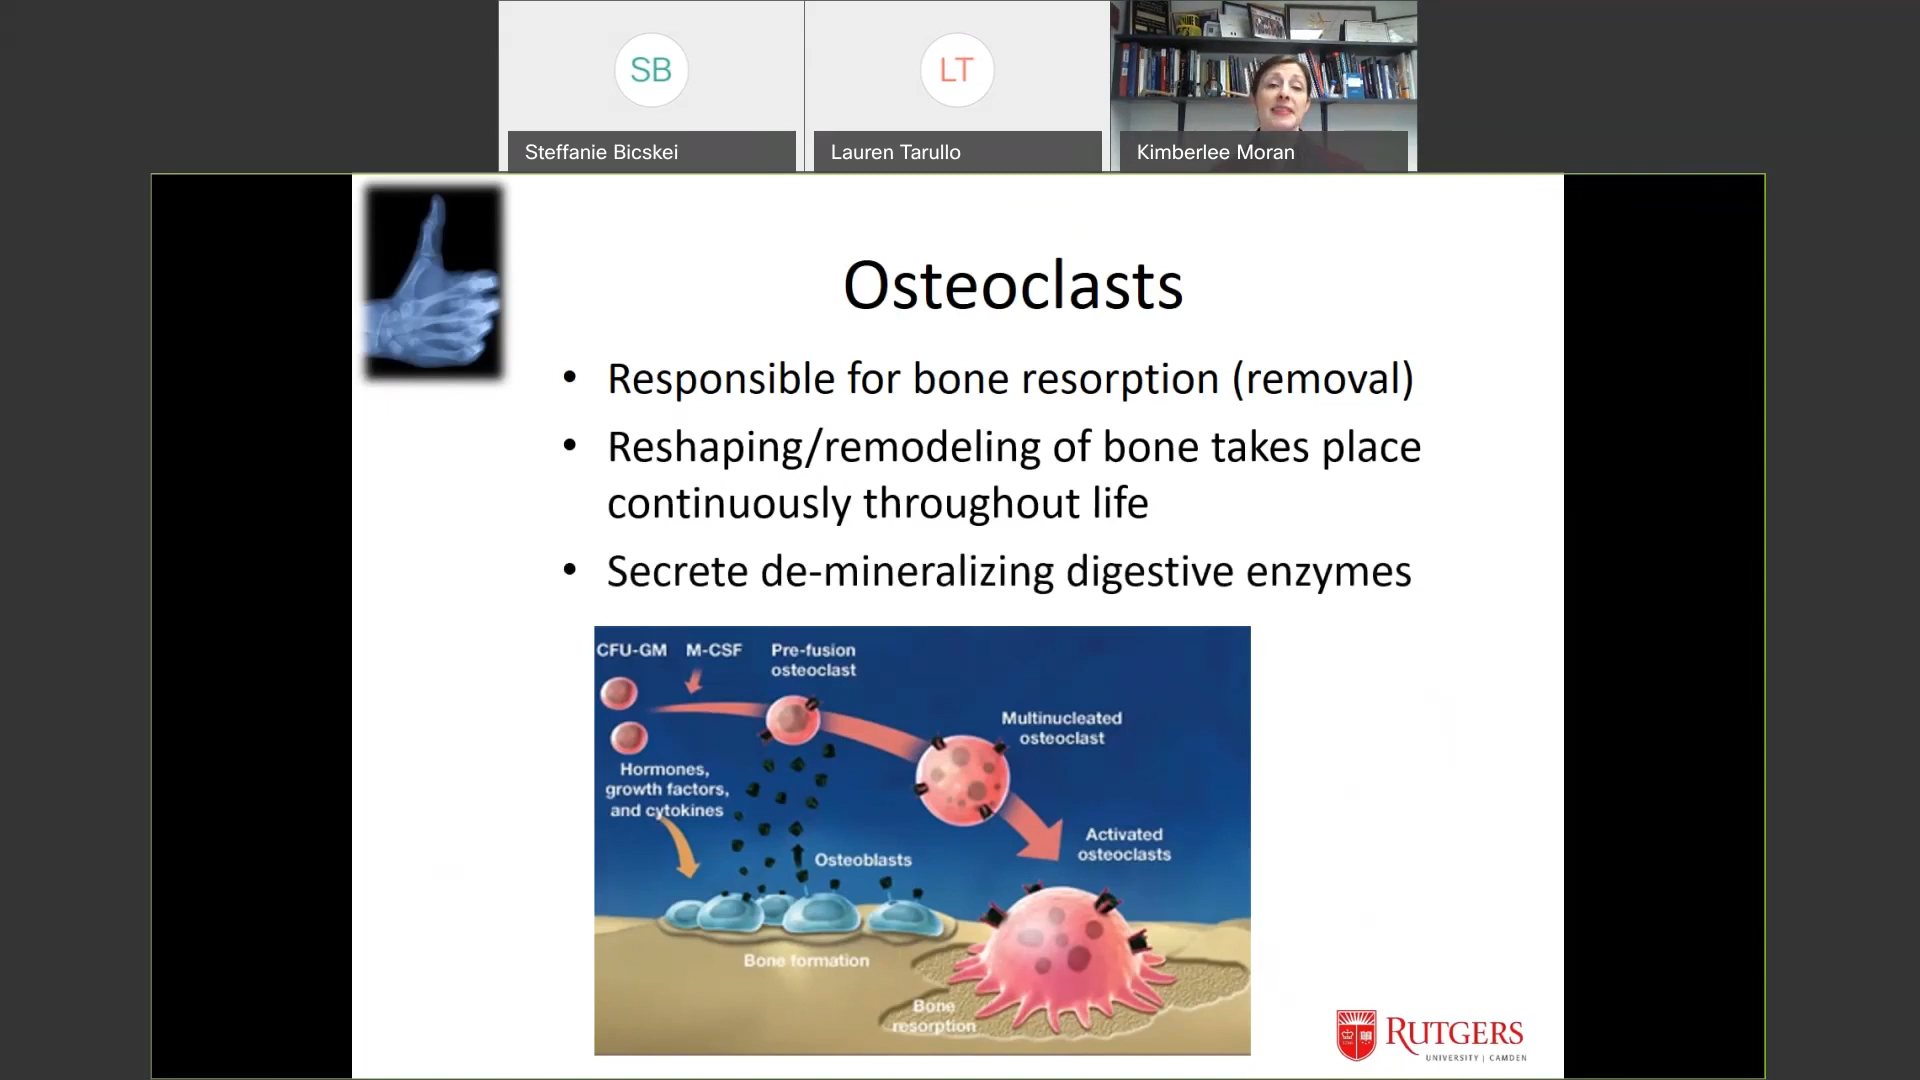 SB
LT
Steffanie Bicskei
Lauren Tarullo
Kimberlee Moran
Osteoclasts
• Responsible for bone resorption (removal)
• Reshaping/remodeling of bone takes place
continuously throughout life
• Secrete de-mineralizing digestive enzymes
CFU-GM
M-CSF
Pre-fusion
osteoclast
Multinucleated
osteoclast
Hormones,
growth factors,
and cytokines
Activated
osteoclasts
Osteoblasts
Bone formation
Bone
resorption
RUTGERS
UNIVERSITY | CAMDEN